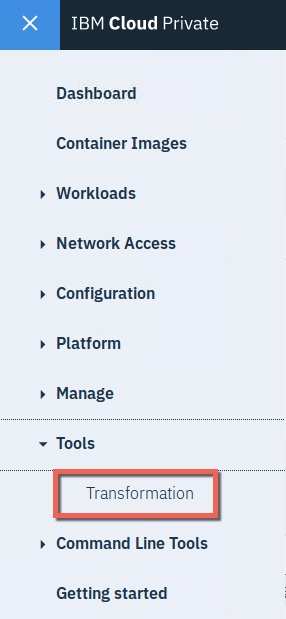 IBM Cloud Private
Dashboard
Container Images
Workloads
Network Access
Configuration
Platform
Manage
Tools
Transformation
Command Line Tools
Getting started